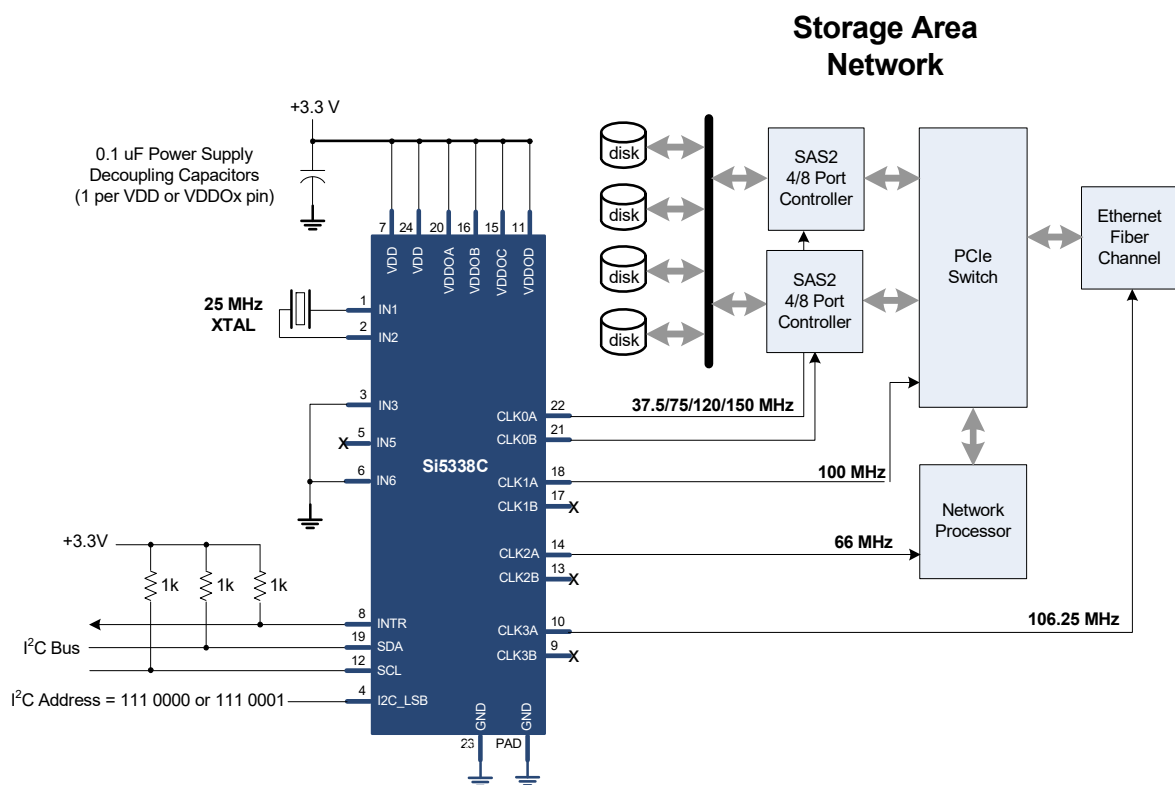 Storage Area
Network
+3.3 V
0.1 uF Power Supply
Decoupling Capacitors
(1 per VDD or VDDOx pin)
7
24
20
16
15
11
VDD
VDD
VDDOA
VDDOB
VDDOC
VDDOD
25 MHz
XTAL
1
IN1
2
IN2
3
IN3
5
X
IN5
6
IN6
Si5338C
+3.3V
1k
1k
1k
8
INTR
I²C Bus
19
SDA
12
SCL
I²C Address = 111 0000 or 111 0001
4
I2C_LSB
GND
GND
23
PAD
CLK0A
22
37.5/75/120/150 MHz
CLK0B
21
CLK1A
18
100 MHz
CLK1B
17
X
CLK2A
14
66 MHz
CLK2B
13
X
CLK3A
10
106.25 MHz
CLK3B
9
X
disk
disk
disk
disk
SAS2
4/8 Port
Controller
SAS2
4/8 Port
Controller
PCIe
Switch
Ethernet
Fiber
Channel
Network
Processor